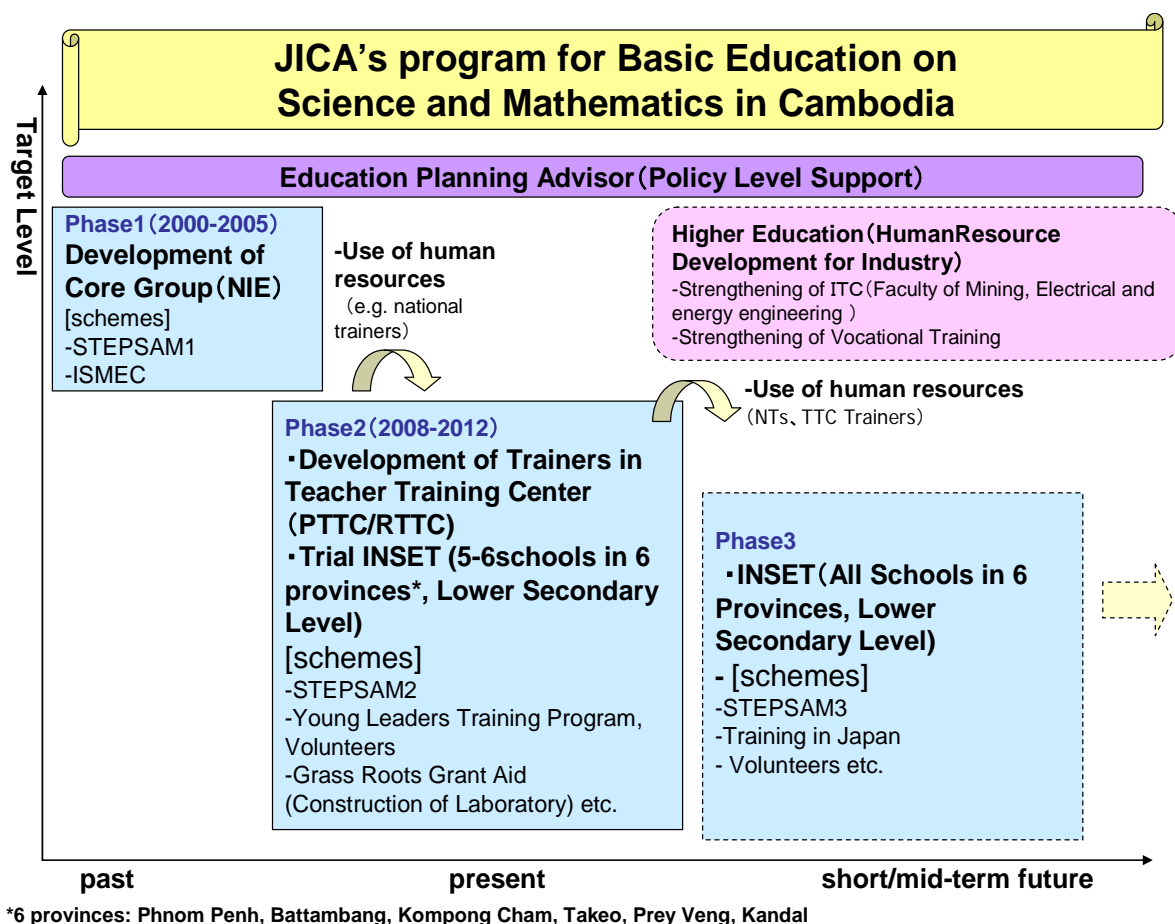 JICA's program for Basic Education on
Science and Mathematics in Cambodia
Target Level
Education Planning Advisor(Policy Level Support)
Phase1(2000-2005)
Development of
Core Group(NIE)
[schemes]
-STEPSAM1
-ISMEC
-Use of human
resources
(e.g. national
trainers)
Higher Education(HumanResource
Development for Industry)
-Strengthening of ITC(Faculty of Mining, Electrical and
energy engineering )
-Strengthening of Vocational Training
-Use of human resources
(NTs、TTC Trainers)
Phase2(2008-2012)
・Development of Trainers in
Teacher Training Center
(PTTC/RTTC)
・Trial INSET (5-6schools in 6
provinces*, Lower Secondary
Level)
[schemes]
-STEPSAM2
-Young Leaders Training Program,
Volunteers
-Grass Roots Grant Aid
(Construction of Laboratory) etc.
Phase3
・INSET(All Schools in 6
Provinces, Lower
Secondary Level)
- [schemes]
-STEPSAM3
-Training in Japan
- Volunteers etc.
past
present
short/mid-term future
*6 provinces: Phnom Penh, Battambang, Kompong Cham, Takeo, Prey Veng, Kandal